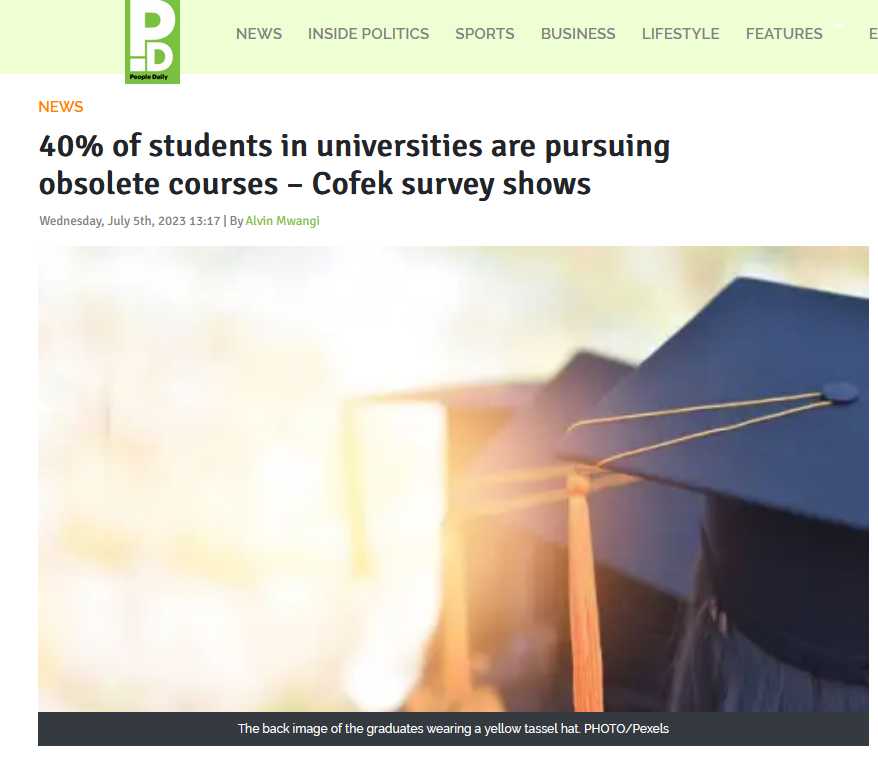 PD
People Daily
NEWS INSIDE POLITICS SPORTS BUSINESS LIFESTYLE FEATURES E
NEWS
40% of students in universities are pursuing
obsolete courses – Cofek survey shows
Wednesday, July 5th, 2023 13:17 | By Alvin Mwangi
The back image of the graduates wearing a yellow tassel hat. PHOTO/Pexels